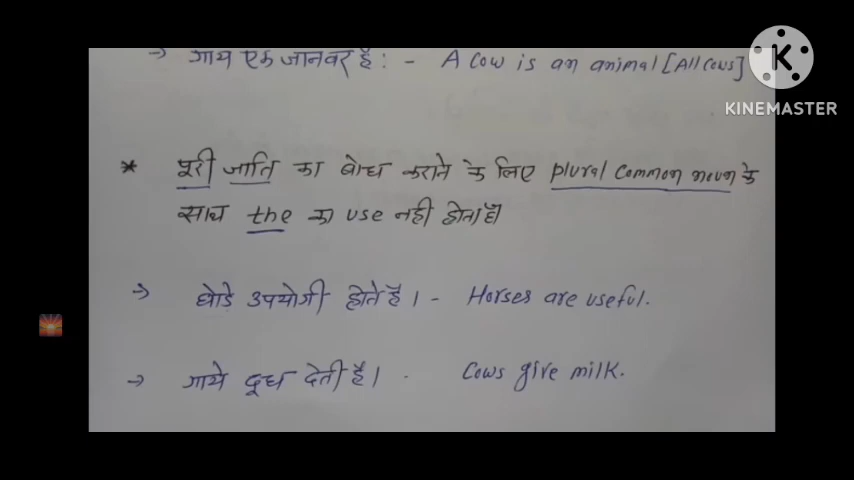 → गाय एक जानवर है : - A cow is an animal [All cows]
K
KINEMASTER
* पूरी जाति का बोध कराने के लिए plural common noun के
साथ the का use नही होता है।
→ घोडे उपयोगी होते है। - Horses are useful.
→ गाये दूध देती है। - Cows give milk.